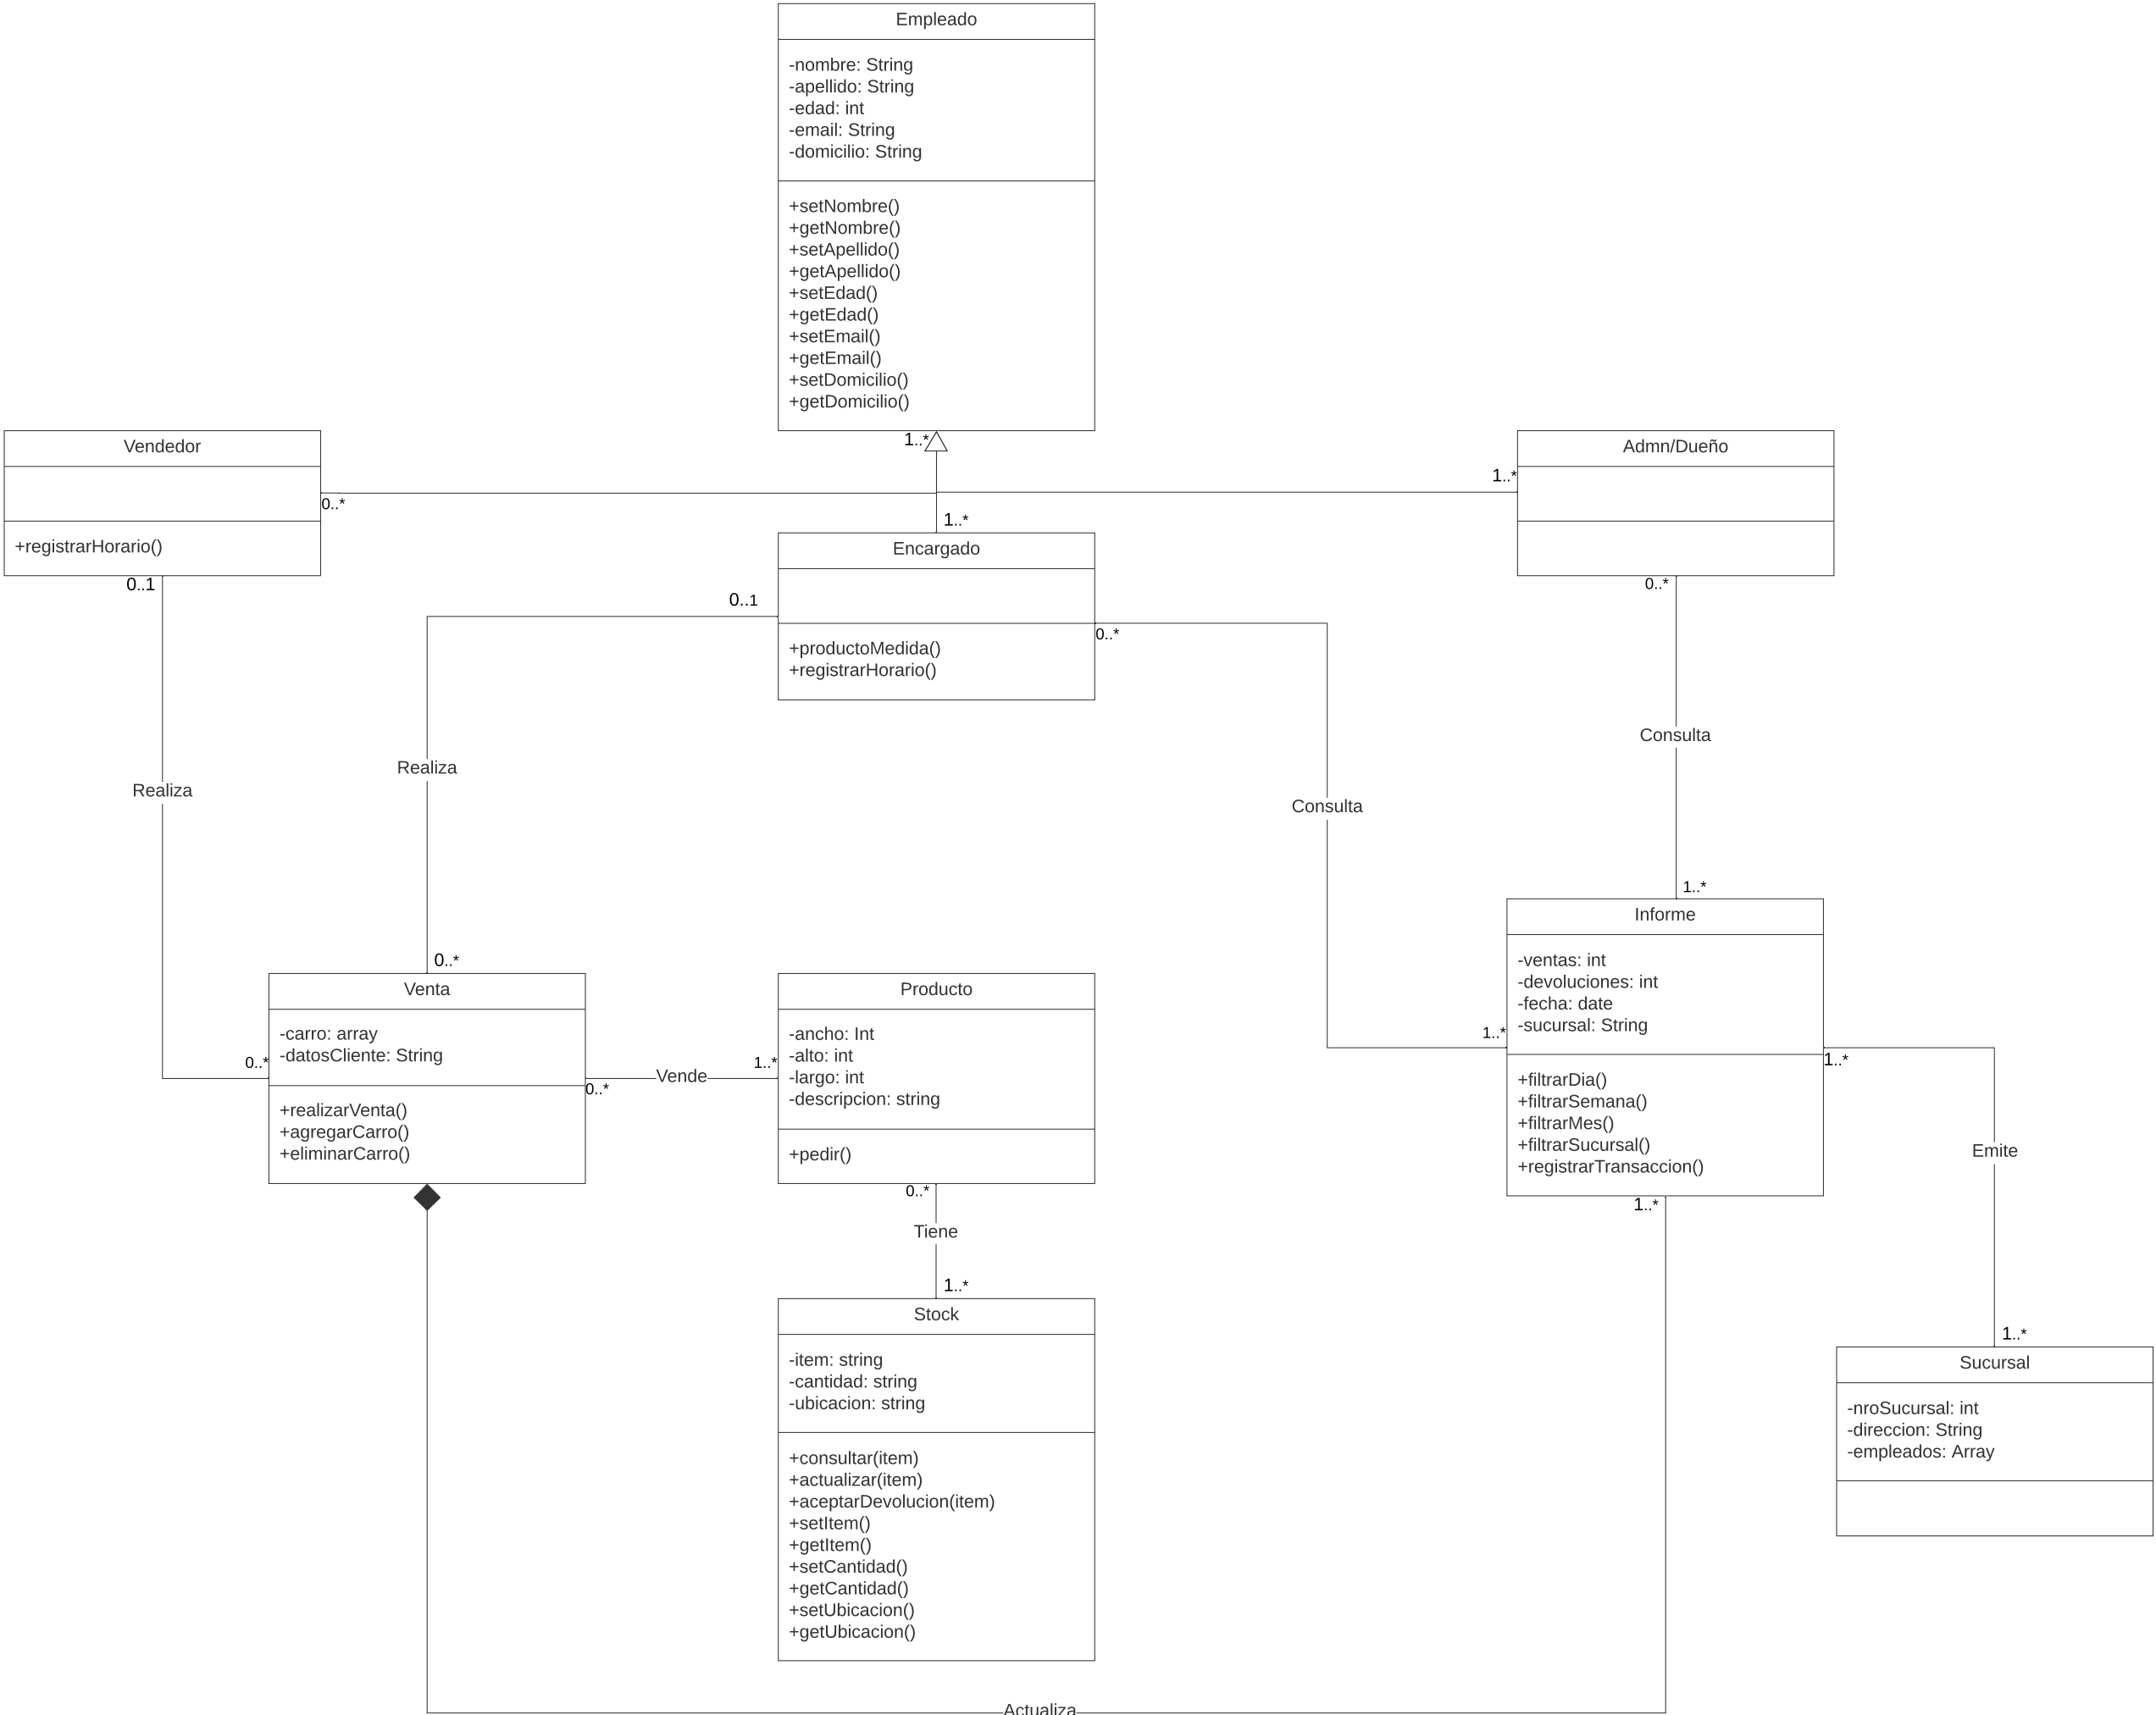 Empleado
-nombre: String
-apellido: String
-edad: int
-email: String
-domicilio: String
+setNombre()
+getNombre()
+setApellido()
+getApellido()
+setEdad()
+getEdad()
+setEmail()
+getEmail()
+setDomicilio()
+getDomicilio()
1..*
Vendedor
+registrarHorario()
0..*
0..1
Admn/Dueño
1..*
0..*
1..*
Encargado
+productoMedida()
+registrarHorario()
0..1
0..*
Realiza
Realiza
Consulta
Consulta
0..*
0..*
Venta
-carro: array
-datosCliente: String
+realizarVenta()
+agregarCarro()
+eliminarCarro()
0..*
Vende
1..*
Producto
-ancho: Int
-alto: int
-largo: int
-descripcion: string
+pedir()
0..*
Tiene
1..*
Stock
-item: string
-cantidad: string
-ubicacion: string
+consultar(item)
+actualizar(item)
+aceptarDevolucion(item)
+setItem()
+getItem()
+setCantidad()
+getCantidad()
+setUbicacion()
+getUbicacion()
1..*
1..*
Informe
-ventas: int
-devoluciones: int
-fecha: date
-sucursal: String
+filtrarDia()
+filtrarSemana()
+filtrarMes()
+filtrarSucursal()
+registrarTransaccion()
1..*
1..*
Emite
1..*
Sucursal
-nroSucursal: int
-direccion: String
-empleados: Array
Actualiza